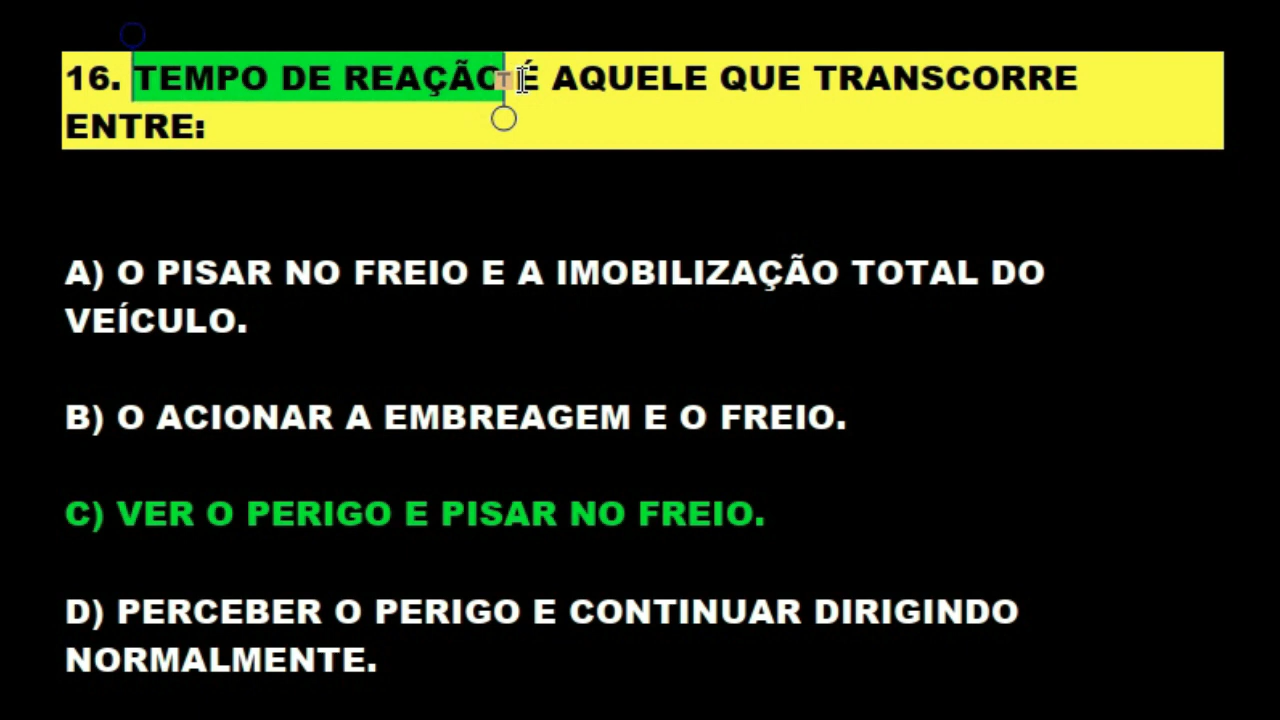 16. TEMPO DE REAÇÃO É AQUELE QUE TRANSCORRE
ENTRE:
A) O PISAR NO FREIO E A IMOBILIZAÇÃO TOTAL DO
VEÍCULO.
B) O ACIONAR A EMBREAGEM E O FREIO.
C) VER O PERIGO E PISAR NO FREIO.
D) PERCEBER O PERIGO E CONTINUAR DIRIGINDO
NORMALMENTE.